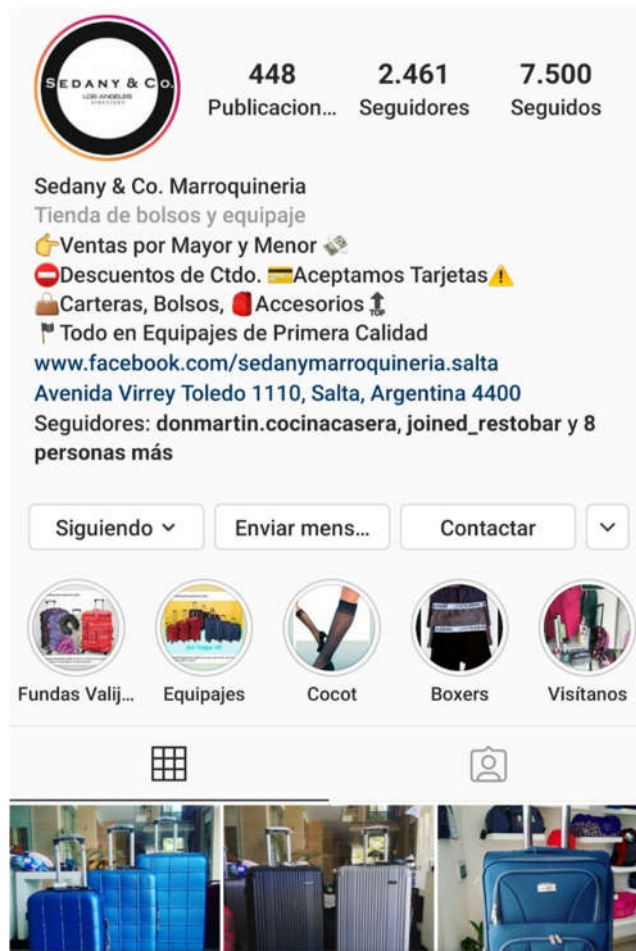 SEDANY & CO.
LOS ANGELES
448
2.461
7.500
Publicacion...
Seguidores
Seguidos
Sedany & Co. Marroquineria
Tienda de bolsos y equipaje
👉Ventas por Mayor y Menor 💸
⛔Descuentos de Ctdo. 💳Aceptamos Tarjetas⚠️
👜Carteras, Bolsos, 🎒Accesorios 🔝
🏴Todo en Equipajes de Primera Calidad
www.facebook.com/sedanymarroquineria.salta
Avenida Virrey Toledo 1110, Salta, Argentina 4400
Seguidores: donmartin.cocinacasera, joined_restobar y 8
personas más
Siguiendo
Enviar mens...
Contactar
Fundas Valij...
Equipajes
Cocot
Boxers
Visítanos